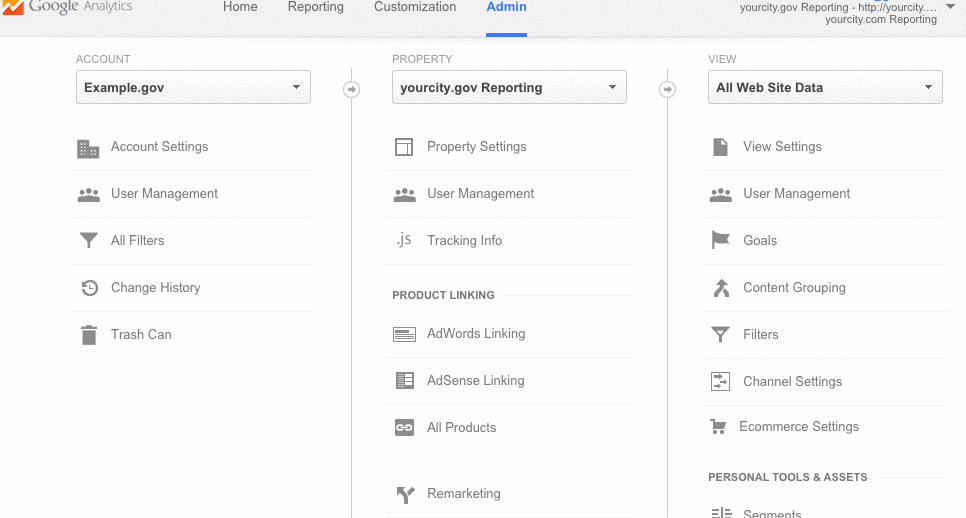 Google Analytics
Home Reporting Customization Admin
yourcity.gov Reporting - http://yourcity....
yourcity.com Reporting
ACCOUNT
Example.gov
Account Settings
User Management
All Filters
Change History
Trash Can
PROPERTY
yourcity.gov Reporting
Property Settings
User Management
.js Tracking Info
PRODUCT LINKING
AdWords Linking
AdSense Linking
All Products
Remarketing
VIEW
All Web Site Data
View Settings
User Management
Goals
Content Grouping
Filters
Channel Settings
Ecommerce Settings
PERSONAL TOOLS & ASSETS
Segments